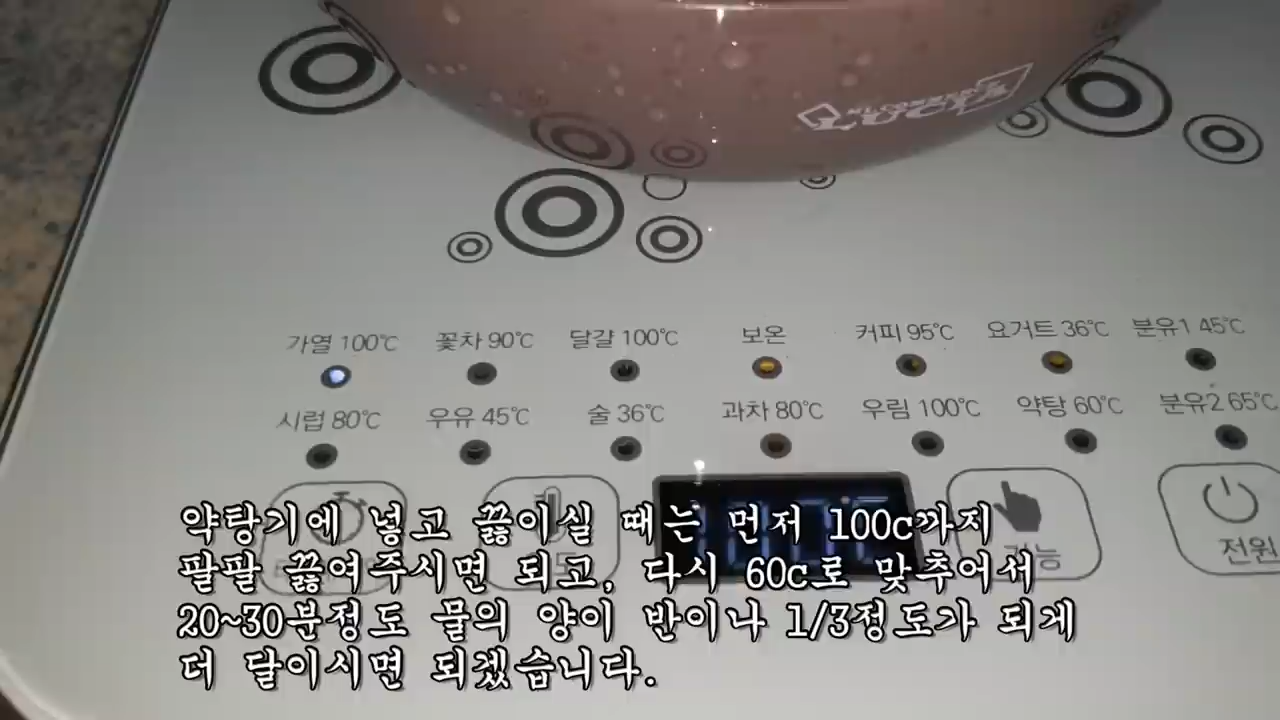 LUCIA
가열 100℃ 꽃차 90℃ 달걀 100℃ 보온 커피 95℃ 요거트 36℃ 분유1 45℃
시럽 80℃ 우유 45℃ 술 36℃ 과차 80℃ 우림 100℃ 약탕 60℃ 분유2 65℃
전원
약탕기에 넣고 끓이실 때는 먼저 100c까지
팔팔 끓여주시면 되고, 다시 60c로 맞추어서
20~30분정도 물의 양이 반이나 1/3정도가 되게
더 달이시면 되겠습니다.